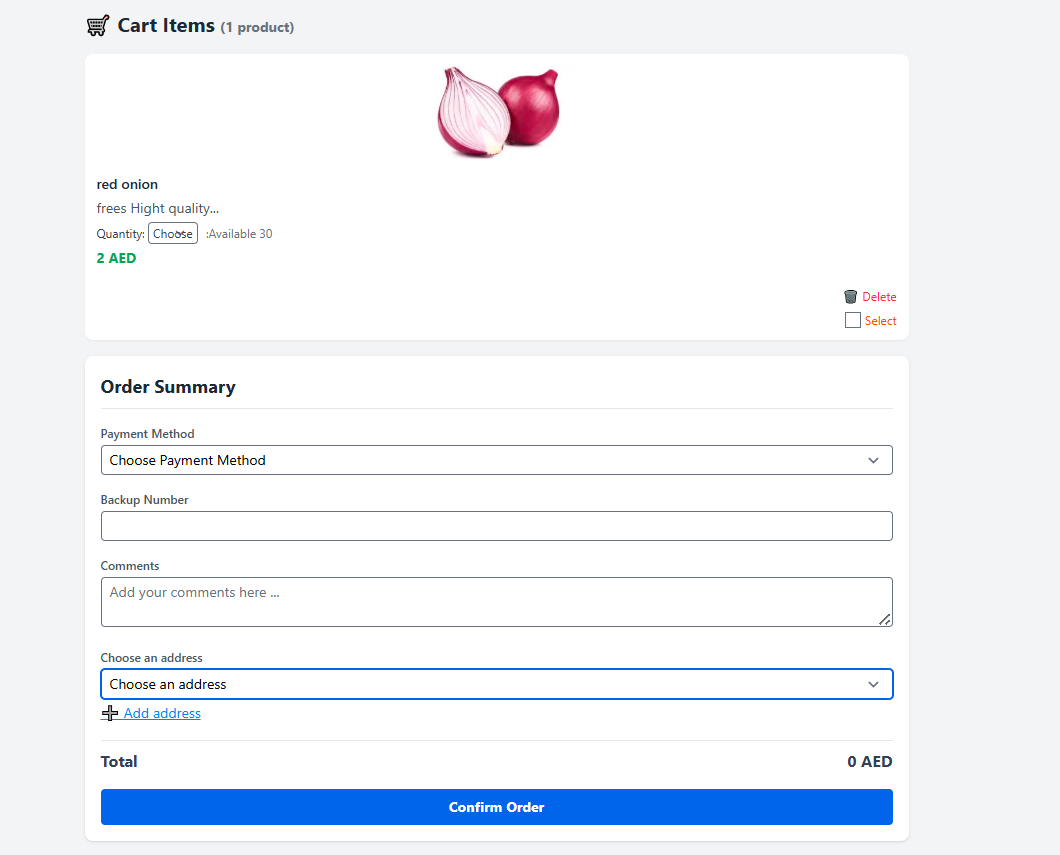 Cart Items (1 product)
red onion
frees Hight quality...
Quantity: Choose :Available 30
2 AED
Delete
Select
Order Summary
Payment Method
Choose Payment Method
Backup Number
Comments
Add your comments here ...
Choose an address
Choose an address
Add address
Total 0 AED
Confirm Order